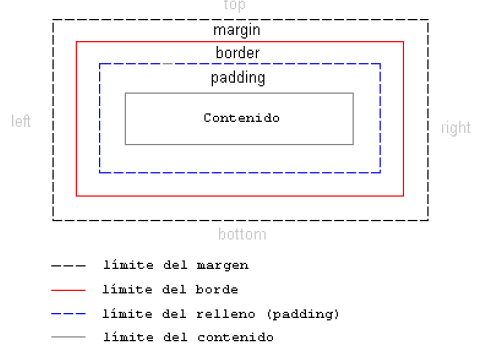 top
margin
border
padding
left
Contenido
right
bottom
límite del margen
límite del borde
límite del relleno (padding)
límite del contenido